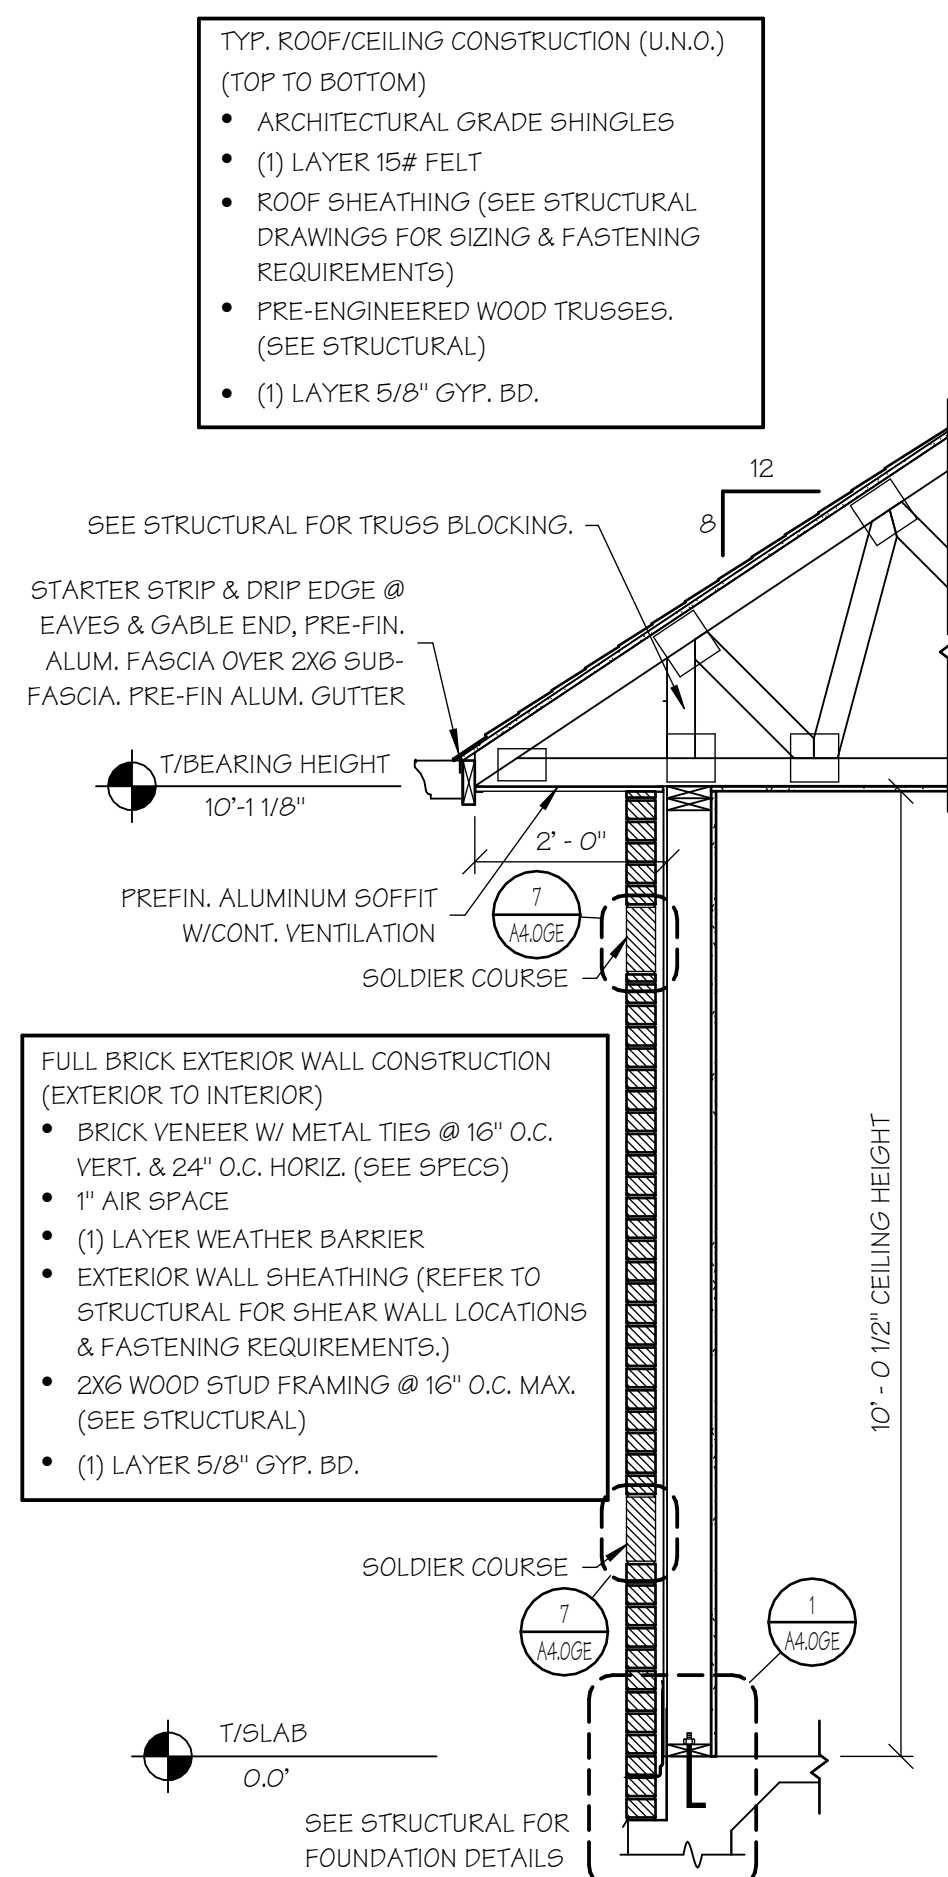 TYP. ROOF/CEILING CONSTRUCTION (U.N.O.)
(TOP TO BOTTOM)
• ARCHITECTURAL GRADE SHINGLES
• (1) LAYER 15# FELT
• ROOF SHEATHING (SEE STRUCTURAL
DRAWINGS FOR SIZING & FASTENING
REQUIREMENTS)
• PRE-ENGINEERED WOOD TRUSSES.
(SEE STRUCTURAL)
• (1) LAYER 5/8" GYP. BD.
12
8
SEE STRUCTURAL FOR TRUSS BLOCKING.
STARTER STRIP & DRIP EDGE @
EAVES & GABLE END, PRE-FIN.
ALUM. FASCIA OVER 2X6 SUB-
FASCIA. PRE-FIN ALUM. GUTTER
T/BEARING HEIGHT
10'-1 1/8"
2' - 0"
PREFIN. ALUMINUM SOFFIT
W/CONT. VENTILATION
7
A4.0GE
SOLDIER COURSE
FULL BRICK EXTERIOR WALL CONSTRUCTION
(EXTERIOR TO INTERIOR)
• BRICK VENEER W/ METAL TIES @ 16" O.C.
VERT. & 24" O.C. HORIZ. (SEE SPECS)
• 1" AIR SPACE
• (1) LAYER WEATHER BARRIER
• EXTERIOR WALL SHEATHING (REFER TO
STRUCTURAL FOR SHEAR WALL LOCATIONS
& FASTENING REQUIREMENTS.)
• 2X6 WOOD STUD FRAMING @ 16" O.C. MAX.
(SEE STRUCTURAL)
• (1) LAYER 5/8" GYP. BD.
10' - 0 1/2" CEILING HEIGHT
SOLDIER COURSE
7
A4.0GE
1
A4.0GE
T/SLAB
0.0'
SEE STRUCTURAL FOR
FOUNDATION DETAILS